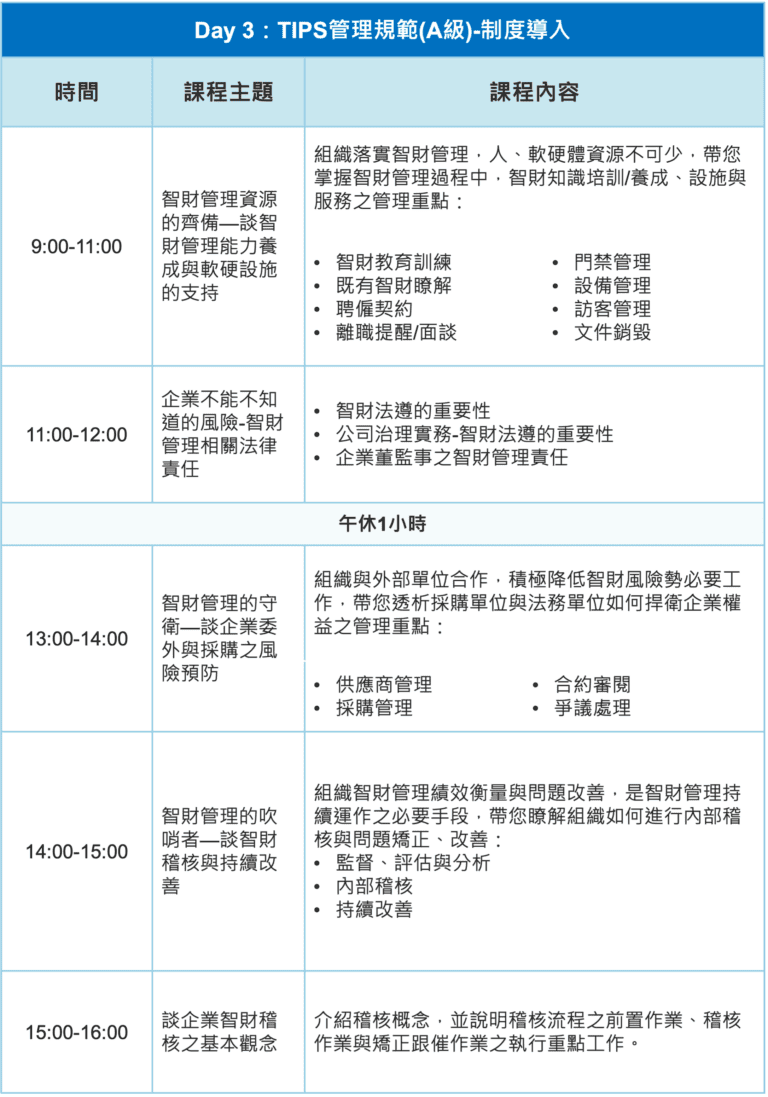 Day 3：TIPS管理規範(A級)-制度導入
時間
課程主題
課程內容
9:00-11:00
智財管理資源
的齊備—談智
財管理能力養
成與軟硬設施
的支持
組織落實智財管理，人、軟硬體資源不可少，帶您
掌握智財管理過程中，智財知識培訓/養成、設施與
服務之管理重點：
• 智財教育訓練
• 既有智財瞭解
• 聘僱契約
• 離職提醒/面談
• 門禁管理
• 設備管理
• 訪客管理
• 文件銷毀
11:00-12:00
企業不能不知
道的風險-智財
管理相關法律
責任
• 智財法遵的重要性
• 公司治理實務-智財法遵的重要性
• 企業董監事之智財管理責任
午休1小時
13:00-14:00
智財管理的守
衛—談企業委
外與採購之風
險預防
組織與外部單位合作，積極降低智財風險勢必要工
作，帶您透析採購單位與法務單位如何捍衛企業權
益之管理重點：
• 供應商管理
• 採購管理
• 合約審閱
• 爭議處理
14:00-15:00
智財管理的吹
哨者—談智財
稽核與持續改
善
組織智財管理績效衡量與問題改善，是智財管理持
續運作之必要手段，帶您瞭解組織如何進行內部稽
核與問題矯正、改善：
• 監督、評估與分析
• 內部稽核
• 持續改善
15:00-16:00
談企業智財稽
核之基本觀念
介紹稽核概念，並說明稽核流程之前置作業、稽核
作業與矯正跟催作業之執行重點工作。